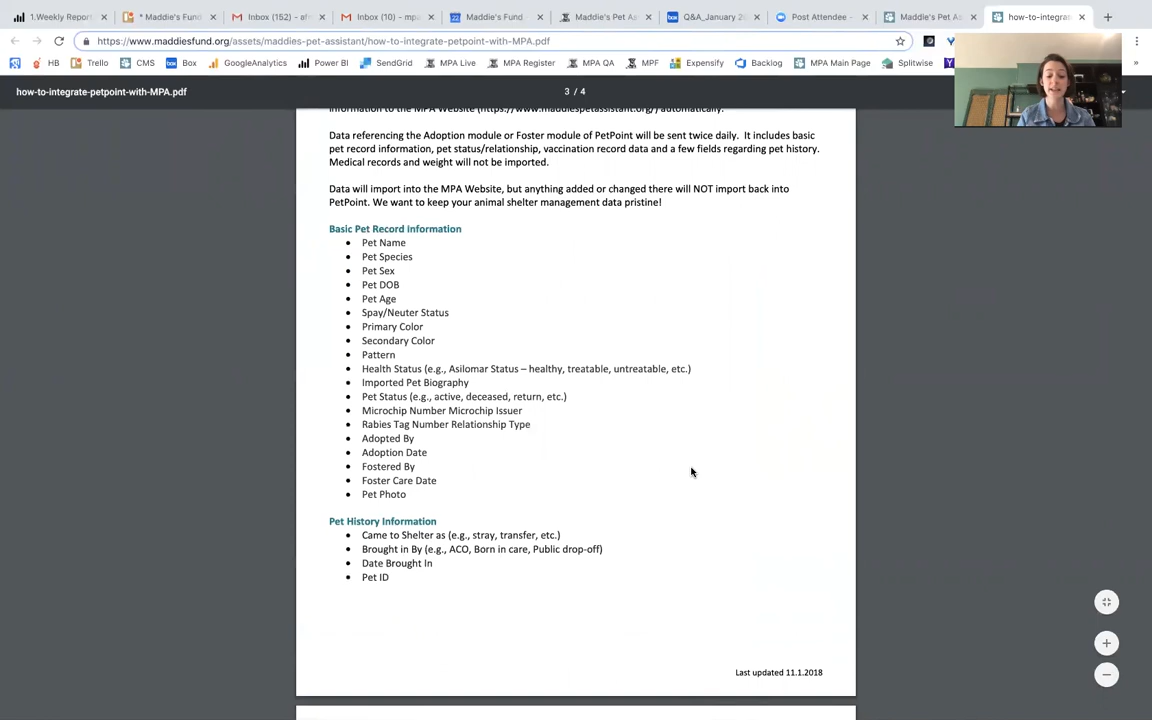 1.Weekly Report
* Maddie's Fund
Inbox (152) - afr
Inbox (10) - mpa
Maddie's Fund
Maddie's Pet Ass
Q&A_January 20
Post Attendee -
Maddie's Pet As
how-to-integrat
https://www.maddiesfund.org/assets/maddies-pet-assistant/how-to-integrate-petpoint-with-MPA.pdf
HB
Trello
CMS
Box
GoogleAnalytics
Power BI
SendGrid
MPA Live
MPA Register
MPA QA
MPF
Expensify
Backlog
MPA Main Page
Splitwise
how-to-integrate-petpoint-with-MPA.pdf
3 / 4
information to the MPA Website (https://www.maddiespetassistant.org/) automatically.
Data referencing the Adoption module or Foster module of PetPoint will be sent twice daily. It includes basic
pet record information, pet status/relationship, vaccination record data and a few fields regarding pet history.
Medical records and weight will not be imported.
Data will import into the MPA Website, but anything added or changed there will NOT import back into
PetPoint. We want to keep your animal shelter management data pristine!
Basic Pet Record Information
• Pet Name
• Pet Species
• Pet Sex
• Pet DOB
• Pet Age
• Spay/Neuter Status
• Primary Color
• Secondary Color
• Pattern
• Health Status (e.g., Asilomar Status – healthy, treatable, untreatable, etc.)
• Imported Pet Biography
• Pet Status (e.g., active, deceased, return, etc.)
• Microchip Number Microchip Issuer
• Rabies Tag Number Relationship Type
• Adopted By
• Adoption Date
• Fostered By
• Foster Care Date
• Pet Photo
Pet History Information
• Came to Shelter as (e.g., stray, transfer, etc.)
• Brought in By (e.g., ACO, Born in care, Public drop-off)
• Date Brought In
• Pet ID
Last updated 11.1.2018